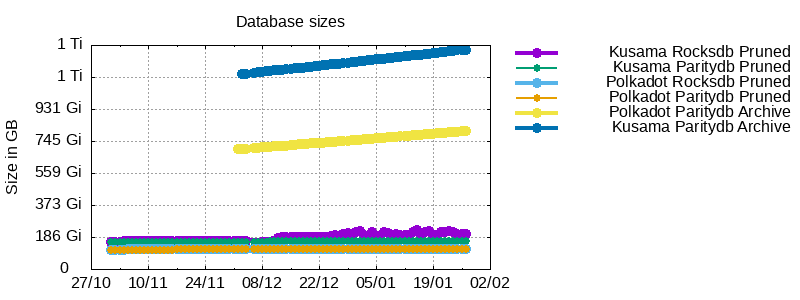 Database sizes
1 Ti
1 Ti
931 Gi
745 Gi
559 Gi
373 Gi
186 Gi
0
Size in GB
27/10 10/11 24/11 08/12 22/12 05/01 19/01 02/02
Kusama Rocksdb Pruned
Kusama Paritydb Pruned
Polkadot Rocksdb Pruned
Polkadot Paritydb Pruned
Polkadot Paritydb Archive
Kusama Paritydb Archive